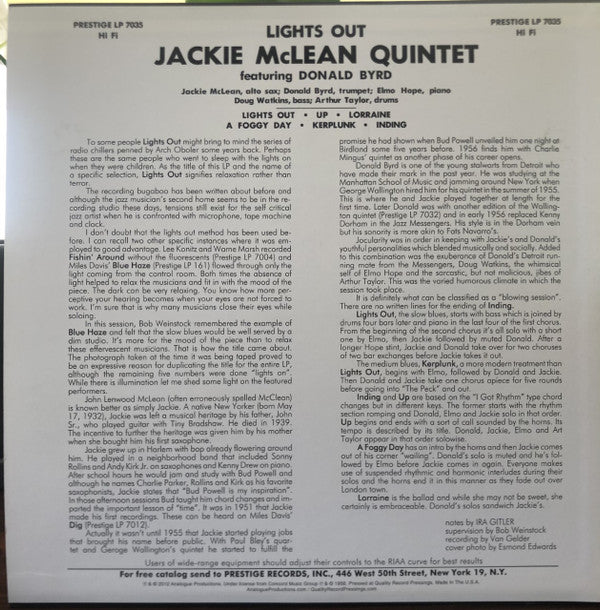 PRESTIGE LP 7035
Hi Fi
LIGHTS OUT
PRESTIGE LP 7035
Hi Fi
JACKIE McLEAN QUINTET
featuring DONALD BYRD
Jackie McLean, alto sax; Donald Byrd, trumpet; Elmo Hope, piano
Doug Watkins, bass; Arthur Taylor, drums
LIGHTS OUT • UP • LORRAINE
A FOGGY DAY • KERPLUNK • INDING
To some people Lights Out might bring to mind the series of
radio chillers penned by Arch Oboler some years back. Perhaps
these are the same people who went to sleep with the lights on
when they were children. As the title of this LP and the name of
a specific selection, Lights Out signifies relaxation rather than
terror.
The recording bugaboo has been written about before and
although the jazz musician's second home seems to be in the re-
cording studio these days, tensions still exist for the self critical
jazz artist when he is confronted with microphone, tape machine
and clock.
I don't doubt that the lights out method has been used be-
fore. I can recall two other specific instances where it was em-
ployed to good advantage. Lee Konitz and Warne Marsh recorded
Fishin' Around without the fluorescents (Prestige LP 7004) and
Miles Davis' Blue Haze (Prestige LP 161) flowed through only the
light coming from the control room. Both times the absence of
light helped to relax the musicians and fit in with the mood of the
piece. The dark can be very relaxing. You know how more per-
ceptive your hearing becomes when your eyes are not forced to
work. I'm sure that is why many musicians close their eyes while
soloing.
In this session, Bob Weinstock remembered the example of
Blue Haze and felt that the slow blues would be well served by a
dim studio. It's more for the mood of the piece than to relax
these effervescent musicians. That is how the title came about.
The photograph taken at the time it was being taped proved to
be an expressive reason for duplicating the title for the entire LP,
although the remaining five numbers were done "lights on".
While there is illumination let me shed some light on the featured
performers.
John Lenwood McLean (often erroneously spelled McClean)
is known better as simply Jackie. A native New Yorker (born May
17, 1932), Jackie was left a musical heritage by his father, John
Sr., who played guitar with Tiny Bradshaw. He died in 1939.
The incentive to further the heritage was given him by his mother
when she bought him his first saxophone.
Jackie grew up in Harlem with bop already flowering around
him. He played in a neighborhood band that included Sonny
Rollins and Andy Kirk Jr. on saxophones and Kenny Drew on piano.
After school hours he would jam and study with Bud Powell and
although he names Charlie Parker, Rollins and Kirk as his favorite
saxophonists, Jackie states that "Bud Powell is my inspiration".
In those afternoon sessions Bud taught him chord changes and im-
parted the important lesson of "time". It was in 1951 that Jackie
made his first recordings. These can be heard on Miles Davis'
Dig (Prestige LP 7012).
Actually it wasn't until 1955 that Jackie started playing jobs
that brought his name before public. With Paul Bley's quar-
tet and Geroge Wallington's quintet he started to fulfill the
promise he had shown when Bud Powell unveiled him one night at
Birdland some five years before. 1956 finds him with Charlie
Mingus' quintet as another phase of his career opens.
Donald Byrd is one of the young stalwarts from Detroit who
have made their mark in the past year. He was studying at the
Manhattan School of Music and jamming around New York when
George Wallington hired him for his quintet in the summer of 1955.
This is where he and Jackie played together at length for the
first time. Later Donald was with another edition of the Walling-
ton quintet (Prestige LP 7032) and in early 1956 replaced Kenny
Dorham in the Jazz Messengers. His style is in the Dorham vein
but his sonority is more akin to Fats Navarro's.
Jocularity was in order in keeping with Jackie's and Donald's
youthful personalities which blended musically and socially. Added
to this combination was the exuberance of Donald's Detroit run-
ning mate from the Messengers, Doug Watkins, the whimsical
self of Elmo Hope and the sarcastic, but not malicious, jibes of
Arthur Taylor. This was the varied humorous climate in which the
session took place.
It is definitely what can be classified as a "blowing session".
There are no written lines for the ending of Inding.
Lights Out, the slow blues, starts with bass which is joined by
drums four bars later and piano in the last four of the first chorus.
From the beginning of the second chorus it's all solo with a short
one by Elmo, then Jackie followed by muted Donald. After a
longer Hope stint, Jackie and Donald take over for two choruses
of two bar exchanges before Jackie takes it out.
The medium blues, Kerplunk, a more modern treatment than
Lights Out, begins with Elmo, followed by Donald and Jackie.
Then Donald and Jackie take one chorus apiece for five rounds
before going into "The Peck" and out.
Inding and Up are based on the "I Got Rhythm" type chord
changes but in different keys. The former starts with the rhythm
section romping and Donald, Elmo and Jackie solo in that order.
Up begins and ends with a sort of call sounded by the horns. Its
tempo is described by its title. Donald, Jackie, Elmo and Art
Taylor appear in that order solowise.
A Foggy Day has an intro by the horns and then Jackie comes
out of his corner "wailing". Donald's solo is muted and he's fol-
lowed by Elmo before Jackie comes in again. Everyone makes
use of suspended rhythmic and harmonic interludes during their
solos and the horns end it in this manner as they fade out over
London town.
Lorraine is the ballad and while she may not be sweet, she
certainly is embraceable. Donald's solos sandwich Jackie's.
notes by IRA GITLER
supervision by Bob Weinstock
recording by Van Gelder
cover photo by Esmond Edwards
Users of wide-range equipment should adjust their controls to the RIAA curve for best results.
For free catalog send to PRESTIGE RECORDS, INC., 446 West 50th Street, New York 19, N.Y.
℗ © 2012 Analogue Productions, Under license from Concord Music Group
Pressed at Quality Record Pressings. Made in The U.S.A.
AnalogueProductions.com / QualityRecordPressings.com